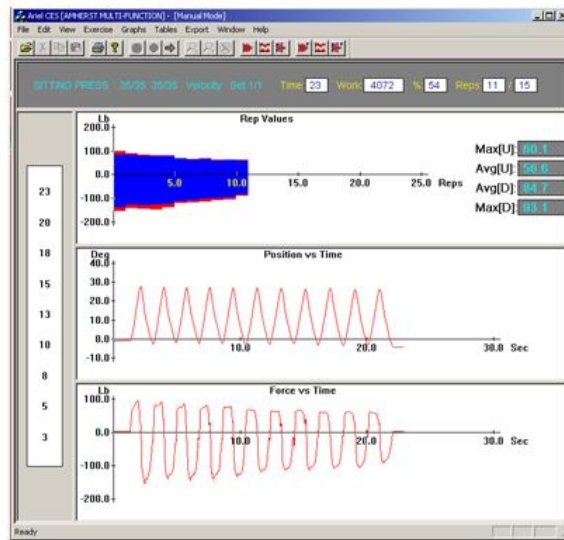 Ariel CES [AMHERST MULTI-FUNCTION] - [Manual Mode]
File Edit View Exercise Graphs Tables Export Window Help
SITTING PRESS 35/35 35/35 Velocity Set 1/1 Time 23 Work 4072 % 54 Reps 11 / 15
Lb Rep Values
200.0
100.0
0.0
-100.0
-200.0
5.0 10.0 15.0 20.0 25.0 Reps
Max[U]: 60.1
Avg[U]: 56.6
Avg[D]: 84.7
Max[D]: 93.1
23
20
18
15
13
10
8
5
3
Deg Position vs Time
40.0
30.0
20.0
10.0
0.0
-10.0
10.0 20.0 30.0 Sec
Lb Force vs Time
100.0
0.0
-100.0
-200.0
10.0 20.0 30.0 Sec
Ready